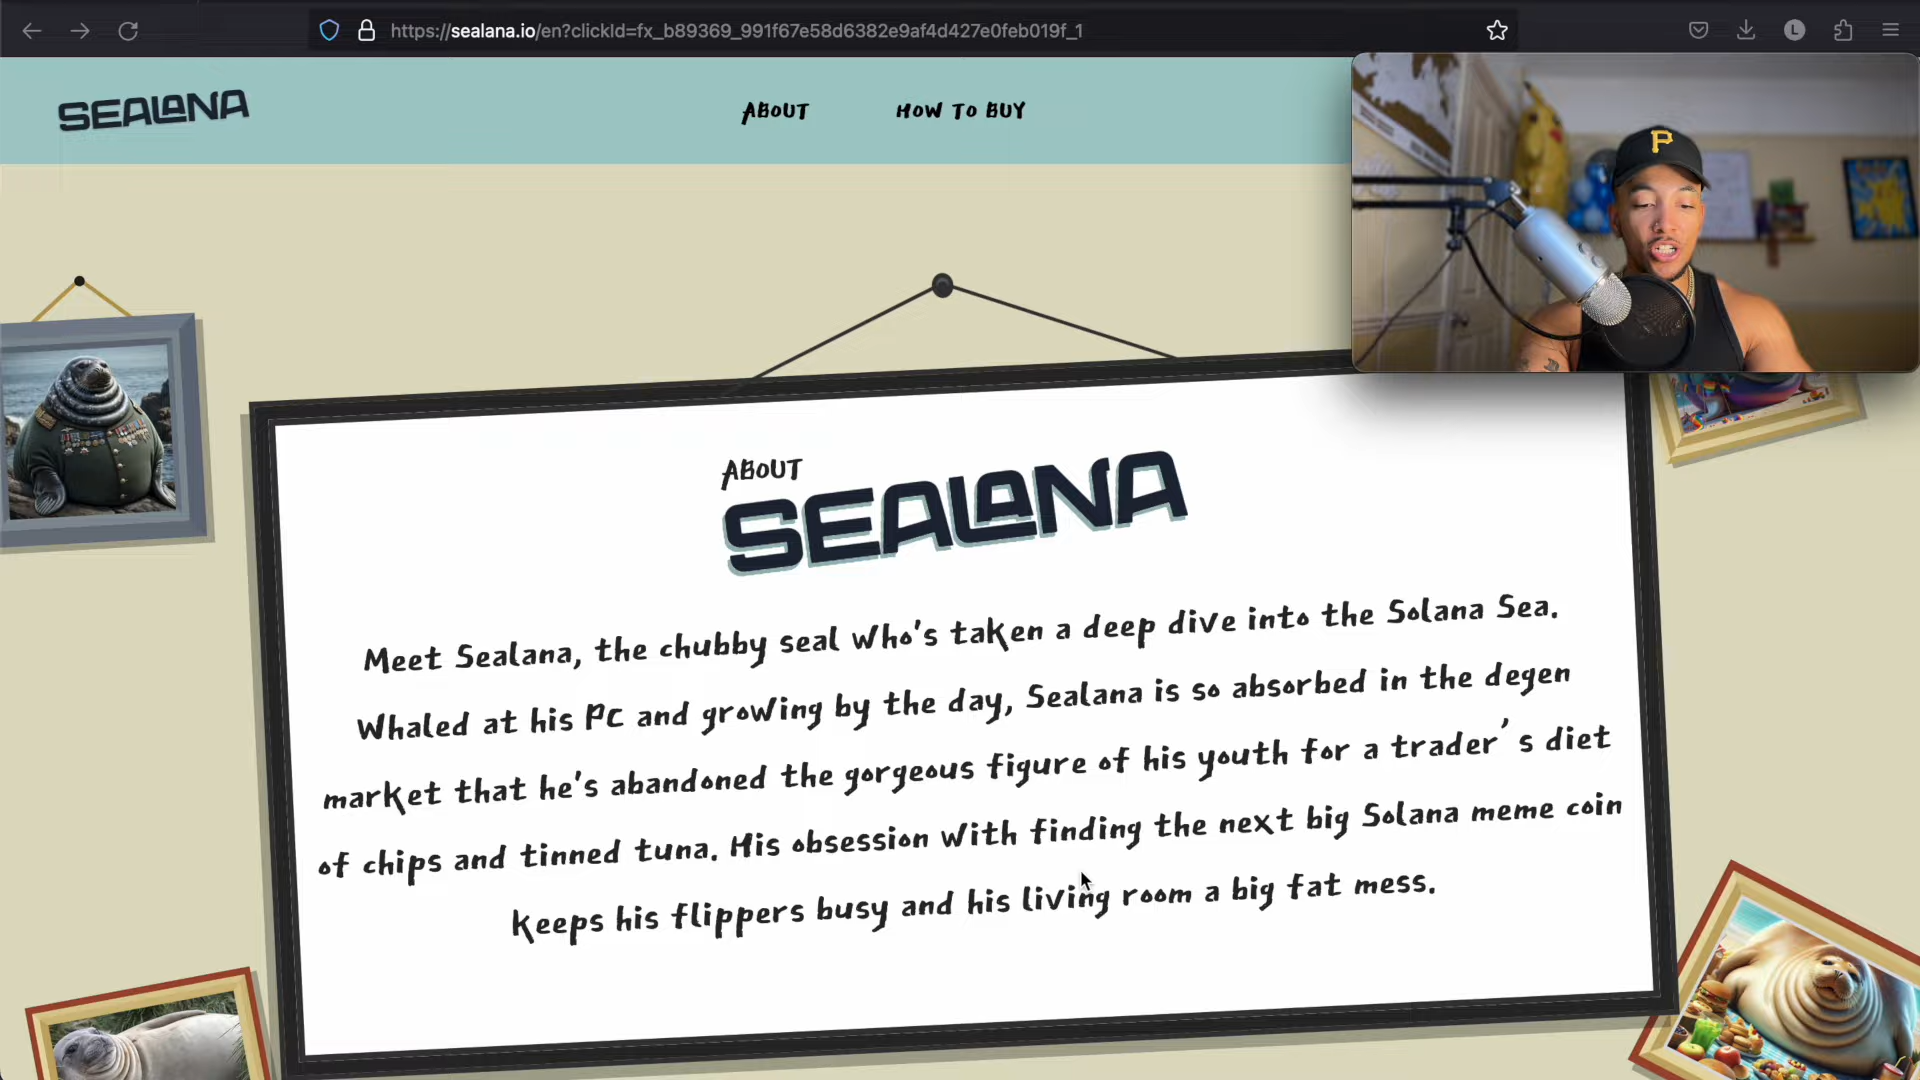 https://sealana.io/en?clickId=fx_b89369_991f67e58d6382e9af4d427e0feb019f_1
L
SEALANA
ABOUT
HOW TO BUY
P
ABOUT
SEALANA
Meet Sealana, the chubby seal who's taken a deep dive into the Solana Sea.
Whaled at his PC and growing by the day, Sealana is so absorbed in the degen
market that he's abandoned the gorgeous figure of his youth for a trader's diet
of chips and tinned tuna. His obsession with finding the next big Solana meme coin
keeps his flippers busy and his living room a big fat mess.